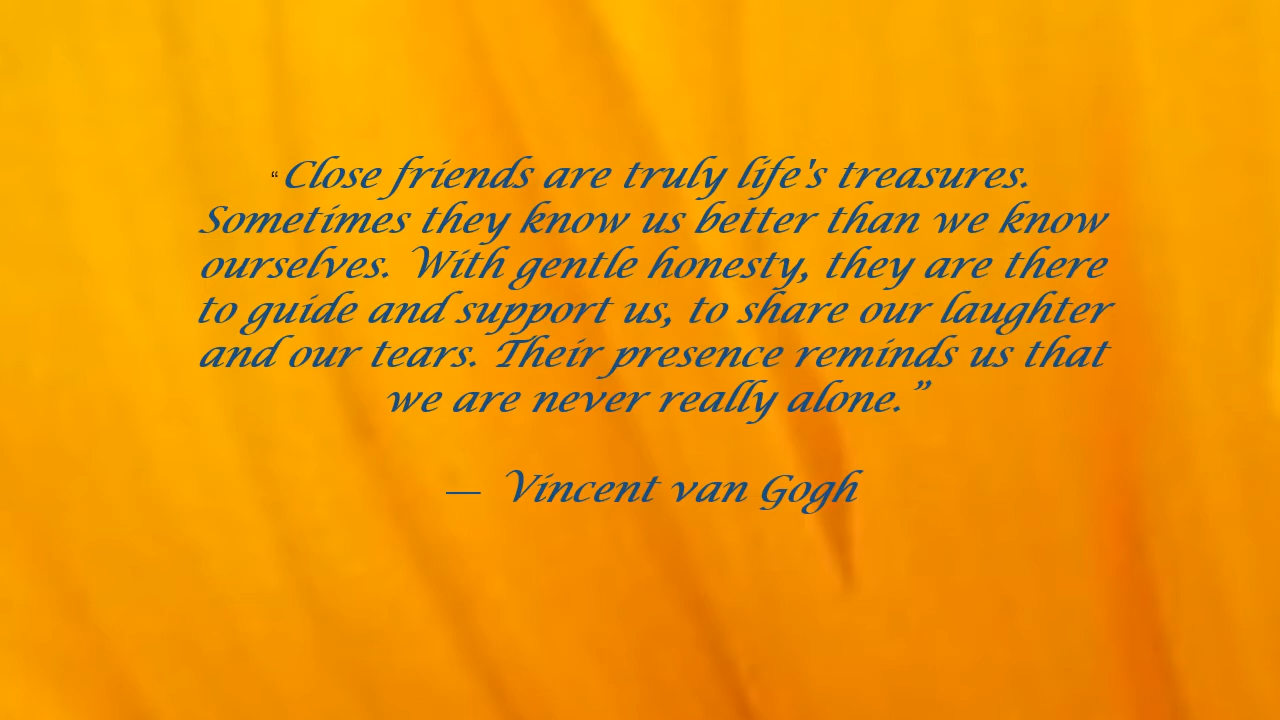 “Close friends are truly life's treasures.
Sometimes they know us better than we know
ourselves. With gentle honesty, they are there
to guide and support us, to share our laughter
and our tears. Their presence reminds us that
we are never really alone.”
― Vincent van Gogh